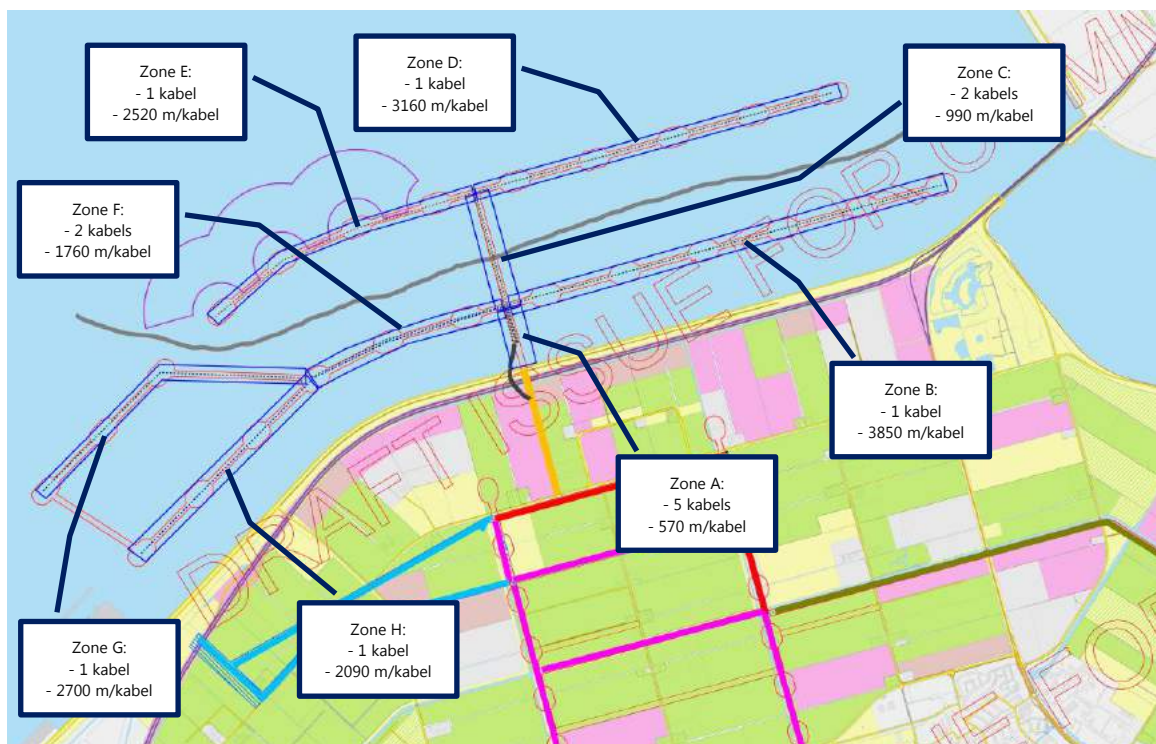 Zone E:
- 1 kabel
- 2520 m/kabel
Zone D:
- 1 kabel
- 3160 m/kabel
Zone C:
- 2 kabels
- 990 m/kabel
Zone F:
- 2 kabels
- 1760 m/kabel
Zone B:
- 1 kabel
- 3850 m/kabel
Zone A:
- 5 kabels
- 570 m/kabel
Zone G:
- 1 kabel
- 2700 m/kabel
Zone H:
- 1 kabel
- 2090 m/kabel
DRAFT ISSUE FOR